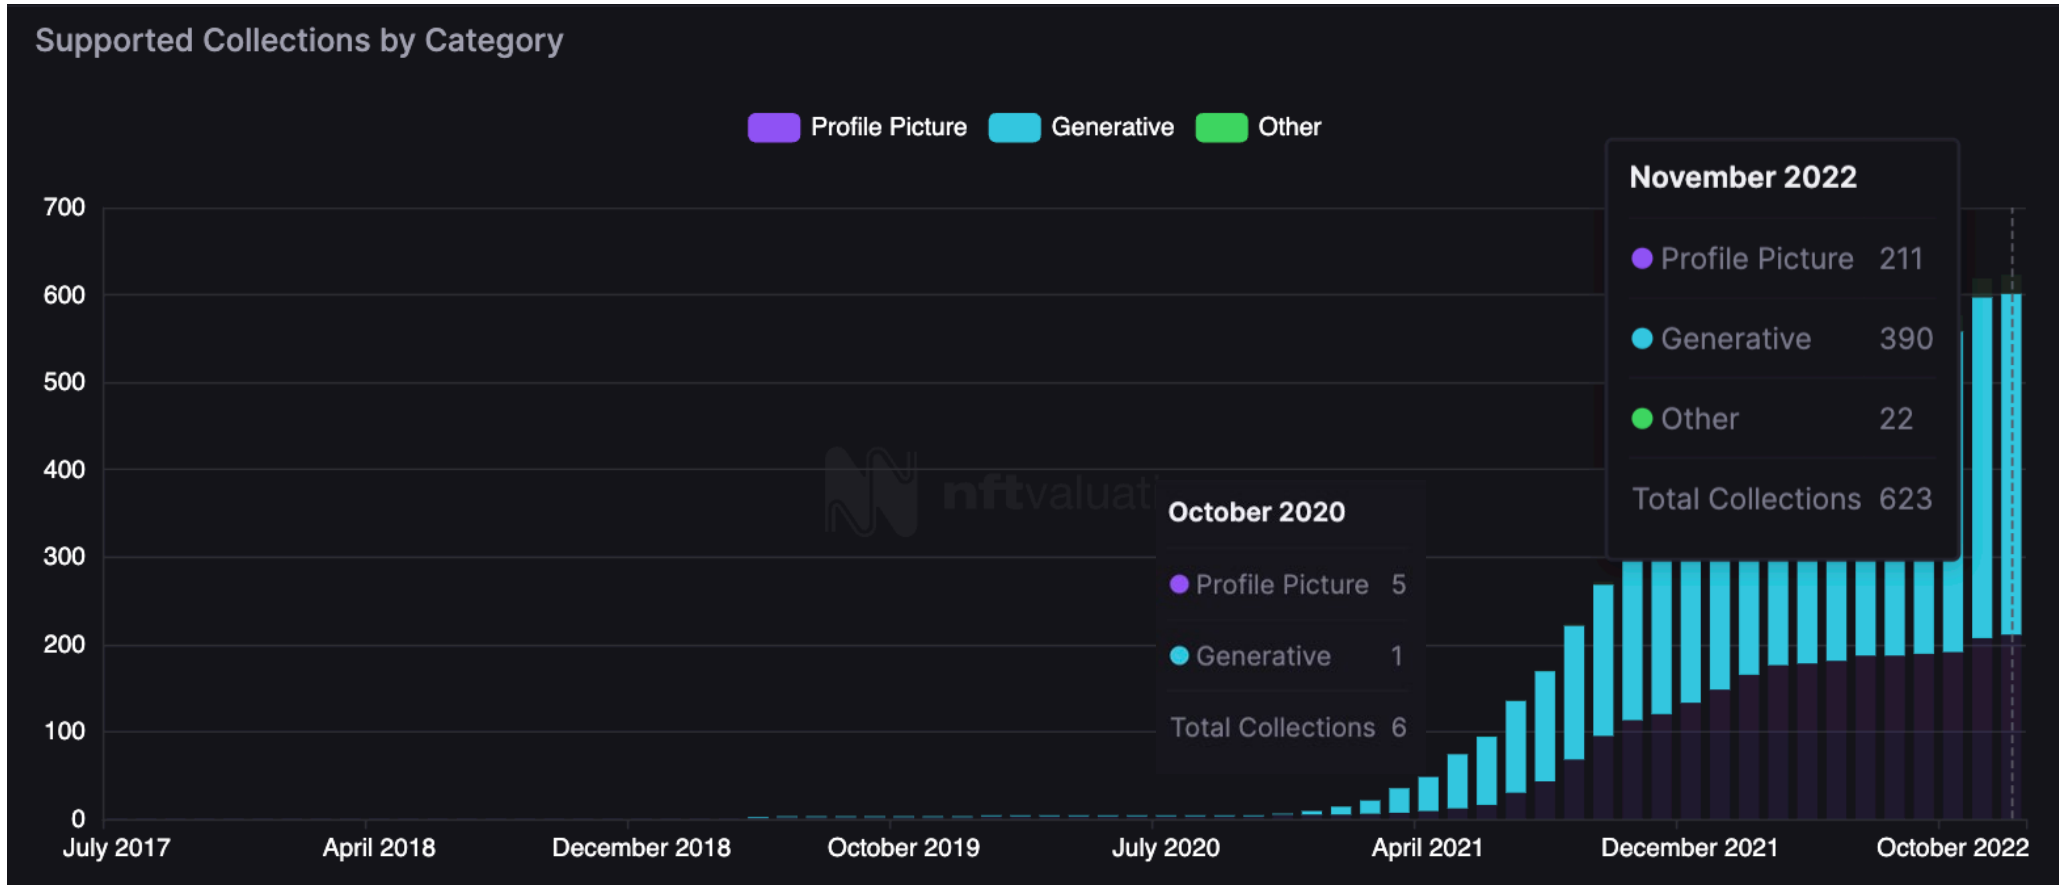 Supported Collections by Category
Profile Picture Generative Other
November 2022
Profile Picture 211
Generative 390
Other 22
Total Collections 623
700
600
500
400
300
200
100
0
nftvaluati
October 2020
Profile Picture 5
Generative 1
Total Collections 6
July 2017 April 2018 December 2018 October 2019 July 2020 April 2021 December 2021 October 2022